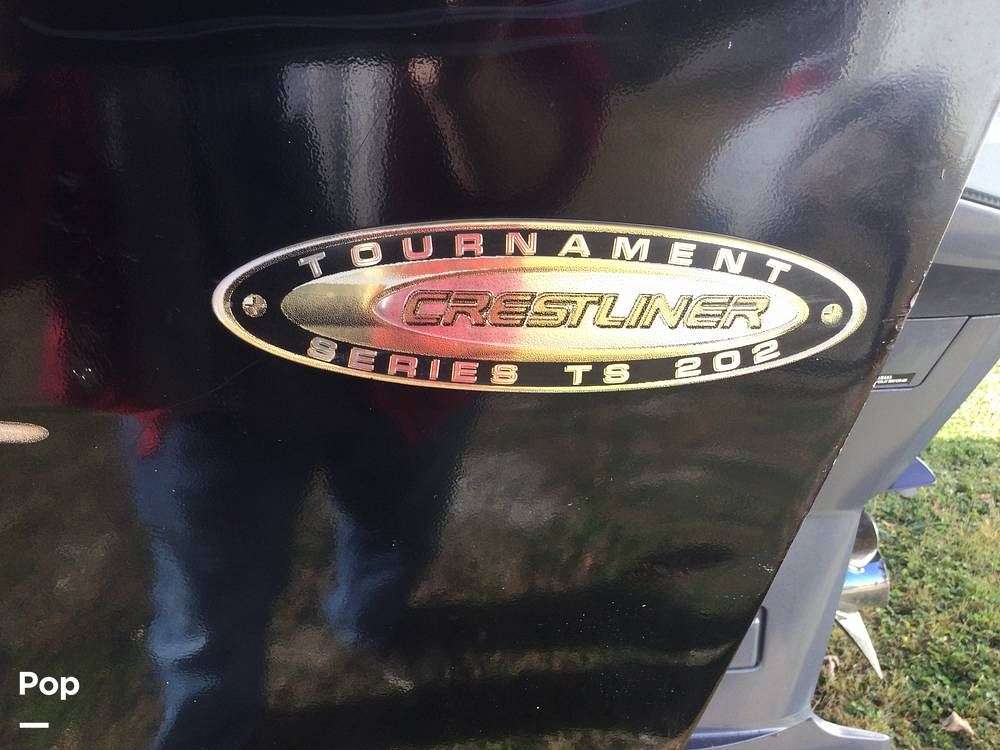 TOURNAMENT
CRESTLINER
SERIES TS 202
Pop